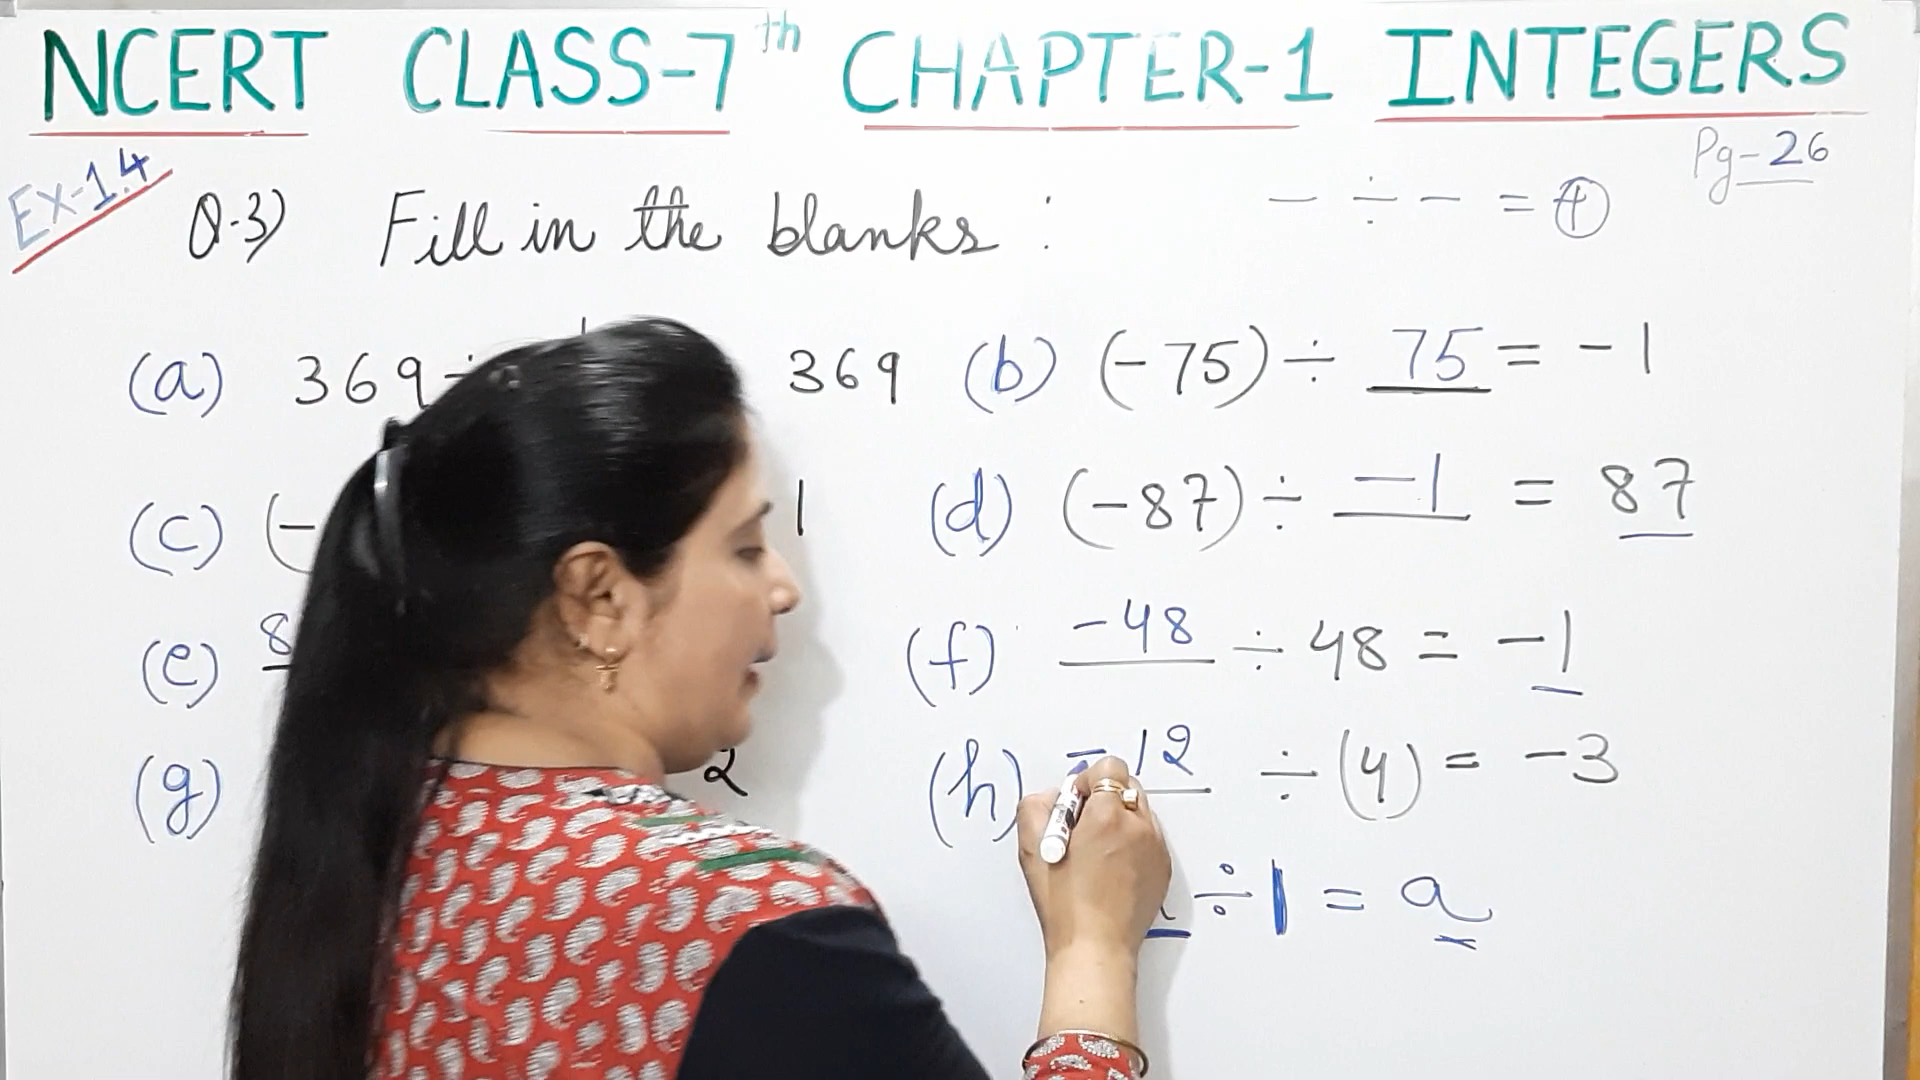 NCERT CLASS-7th CHAPTER-1 INTEGERS
Ex-1.4
Pg-26
Q.3) Fill in the blanks :
- ÷ - = +
(a) 369 ÷ 369
(b) (-75) ÷ 75 = -1
(c) (- 1
(d) (-87) ÷ -1 = 87
(e) 8
(f) -48 ÷ 48 = -1
(g) 2
(h) -12 ÷ (4) = -3
÷ 1 = a